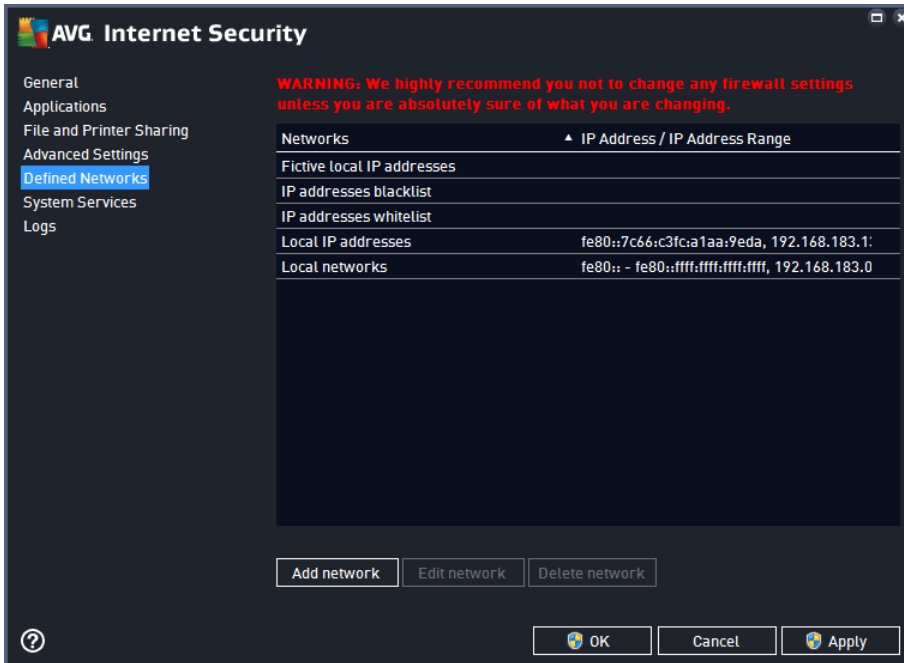 AVG Internet Security
General
Applications
File and Printer Sharing
Advanced Settings
Defined Networks
System Services
Logs
WARNING: We highly recommend you not to change any firewall settings
unless you are absolutely sure of what you are changing.
Networks IP Address / IP Address Range
Fictive local IP addresses
IP addresses blacklist
IP addresses whitelist
Local IP addresses fe80::7c66:c3fc:a1aa:9eda, 192.168.183.1
Local networks fe80:: - fe80::ffff:ffff:ffff:ffff, 192.168.183.0
Add network Edit network Delete network
? OK Cancel Apply